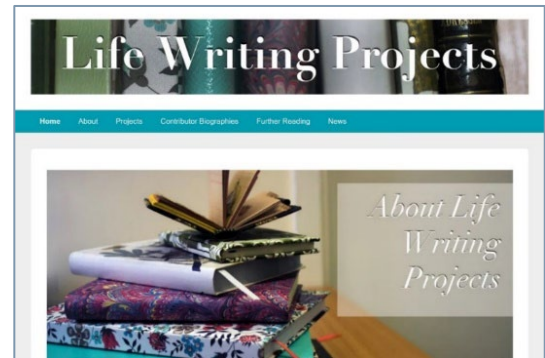 Life Writing Projects
Home About Projects Contributor Biographies Further Reading News
About Life
Writing
Projects